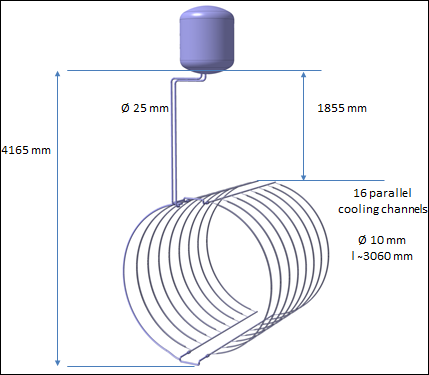 Ø 25 mm
1855 mm
4165 mm
16 parallel
cooling channels
Ø 10 mm
l ~3060 mm